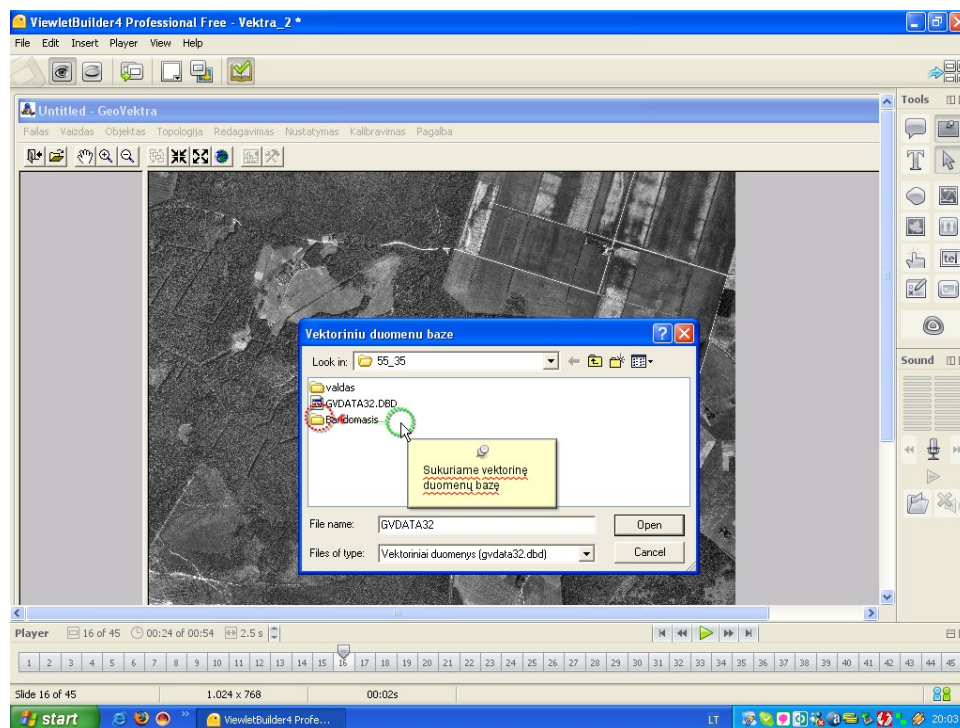 ViewletBuilder4 Professional Free - Vektra_2 *
File Edit Insert Player View Help
Untitled - GeoVektra
Tools
Failas Vaizdas Objektas Topologija Redagavimas Nustatymas Kalibravimas Pagalba
T
tel
Vektoriniu duomenu baze
Look in: 55_35
Sound
valdas
GVDATA32.DBD
Bandomasis
Sukuriame vektorinę
duomenų bazę
File name: GVDATA32 Open
Files of type: Vektoriniai duomenys (gvdata32.dbd) Cancel
Player 16 of 45 00:24 of 00:54 2.5 s
1 2 3 4 5 6 7 8 9 10 11 12 13 14 15 16 17 18 19 20 21 22 23 24 25 26 27 28 29 30 31 32 33 34 35 36 37 38 39 40 41 42 43 44 45
Slide 16 of 45 1.024 x 768 00:02s
start ViewletBuilder4 Profe... LT 20:03